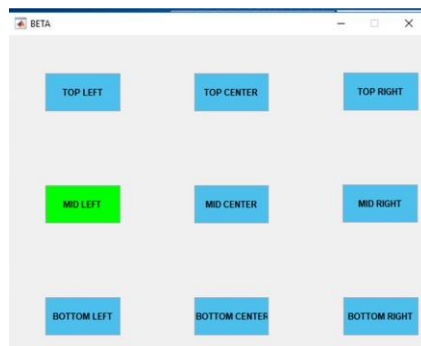 BETA
TOP LEFT TOP CENTER TOP RIGHT
MID LEFT MID CENTER MID RIGHT
BOTTOM LEFT BOTTOM CENTER BOTTOM RIGHT